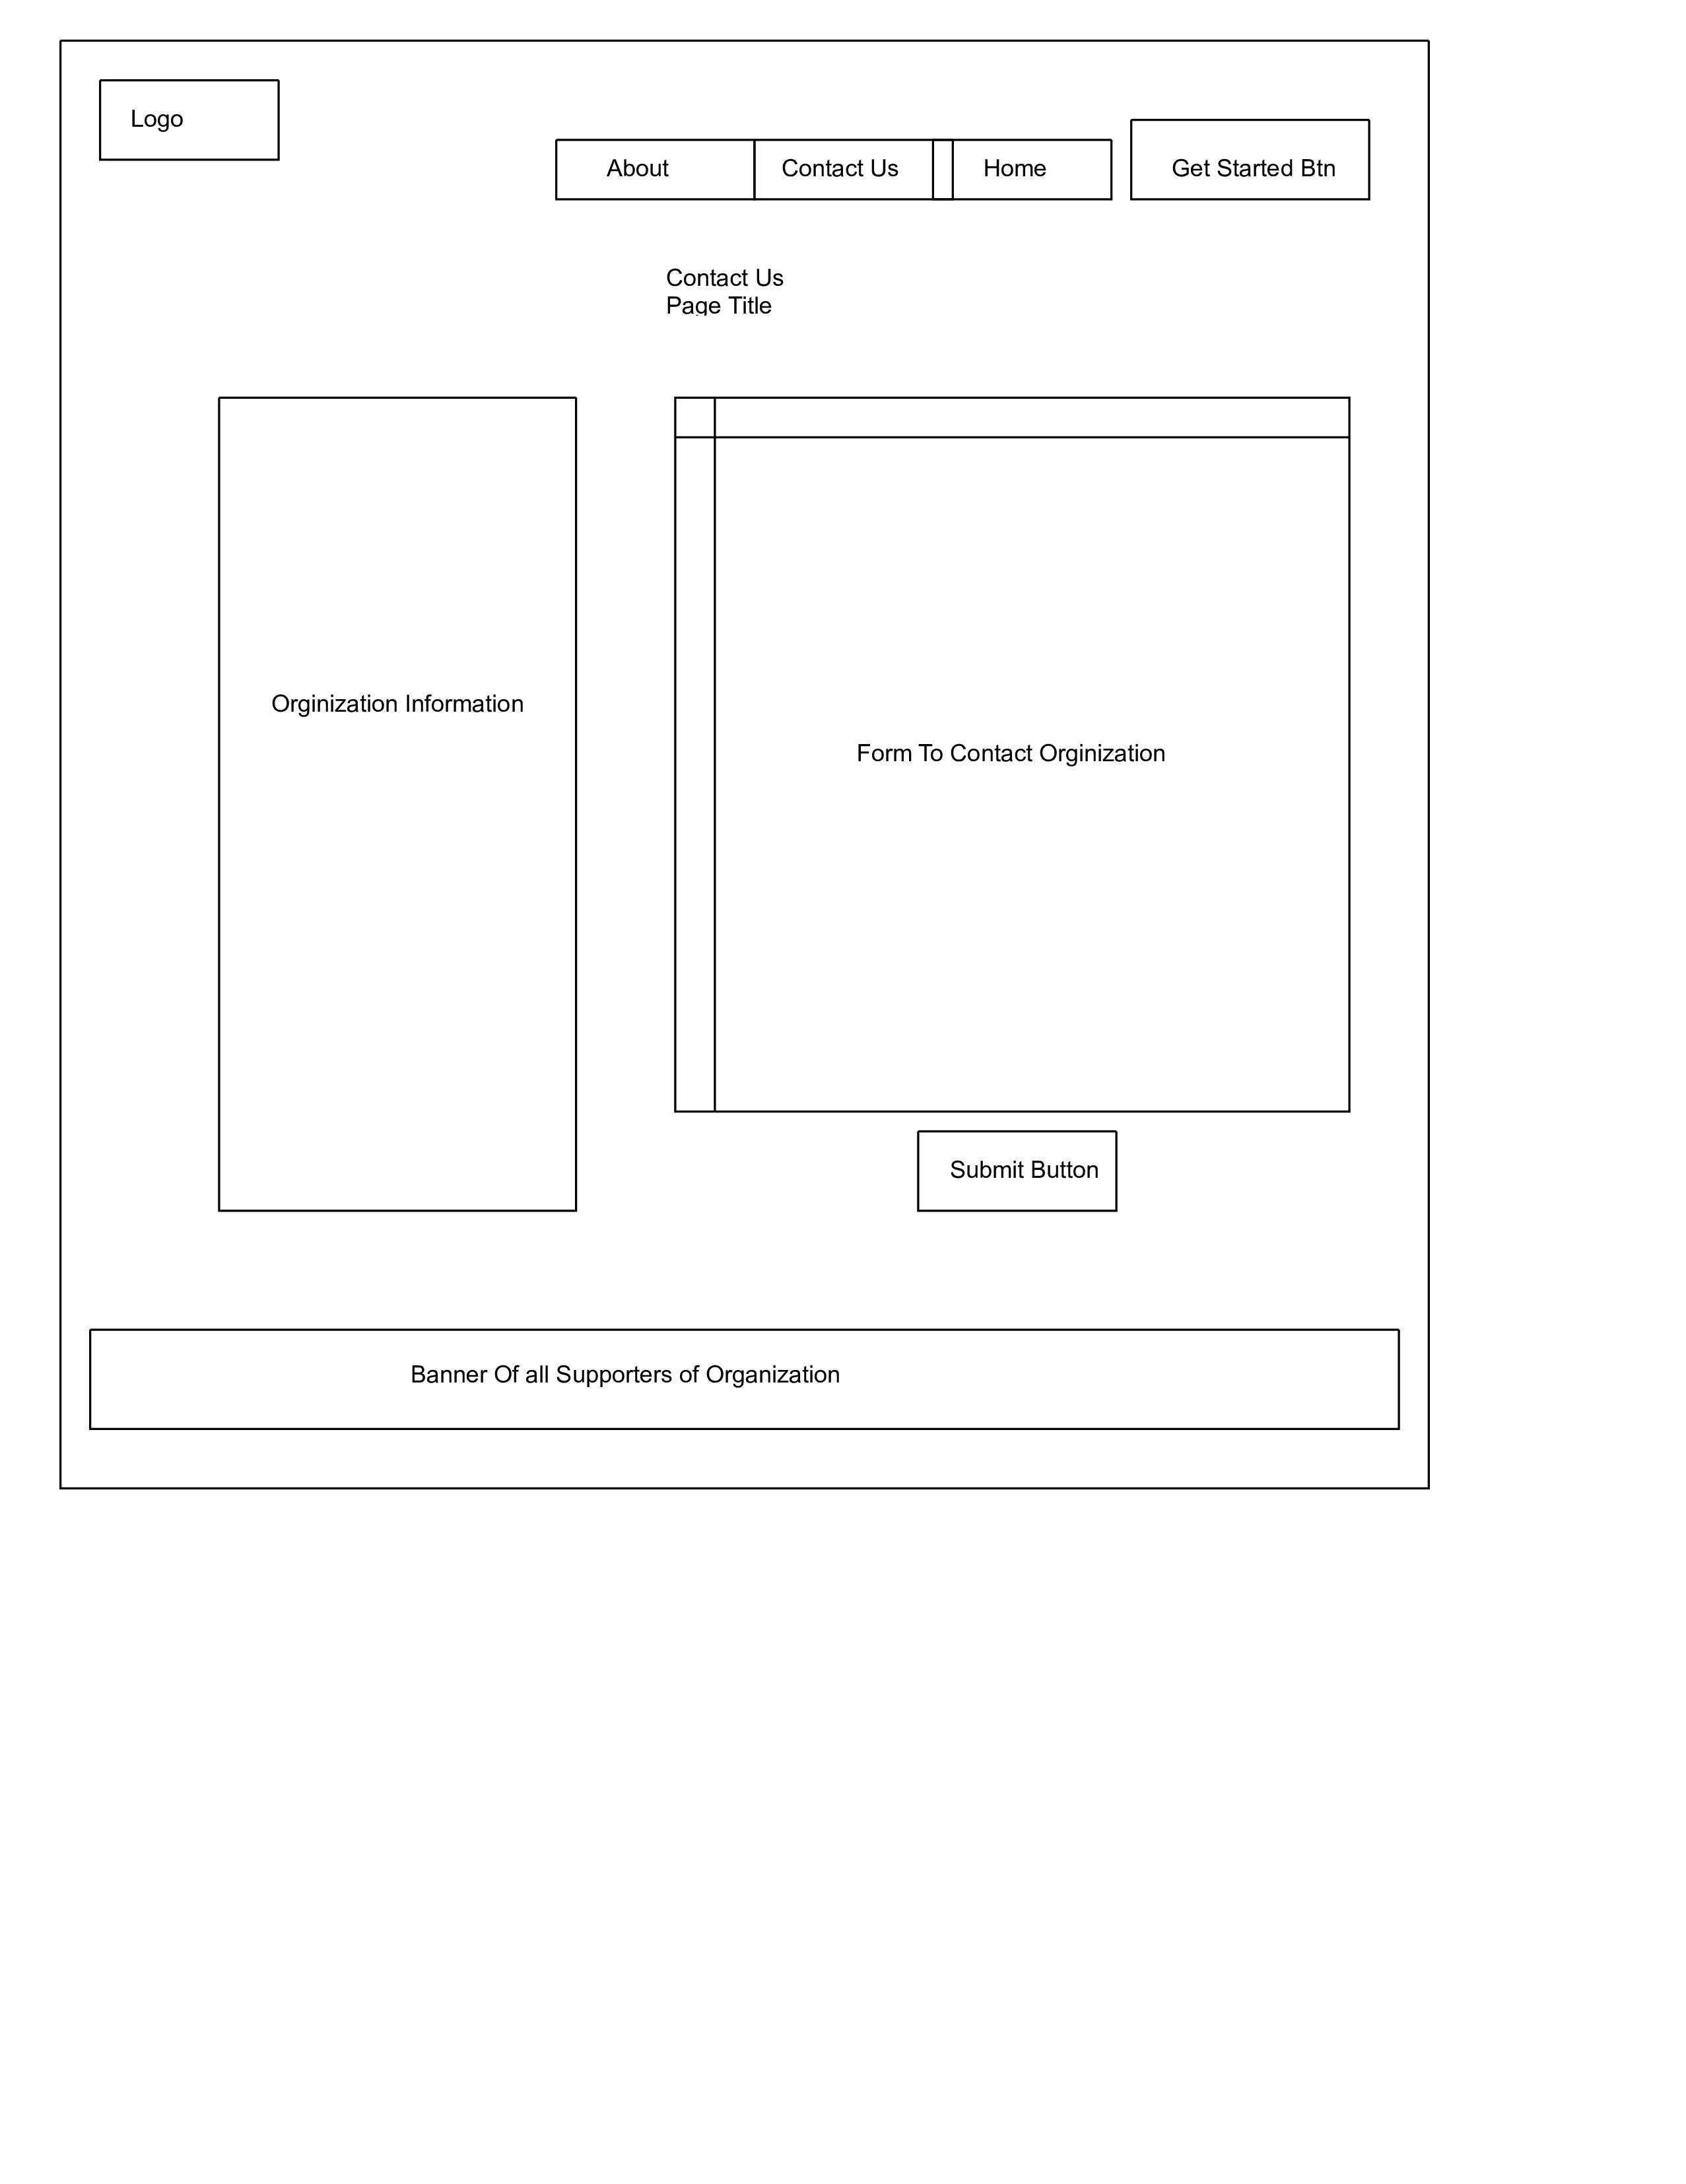 Logo
About
Contact Us
Home
Get Started Btn
Contact Us
Page Title
Orginization Information
Form To Contact Orginization
Submit Button
Banner Of all Supporters of Organization